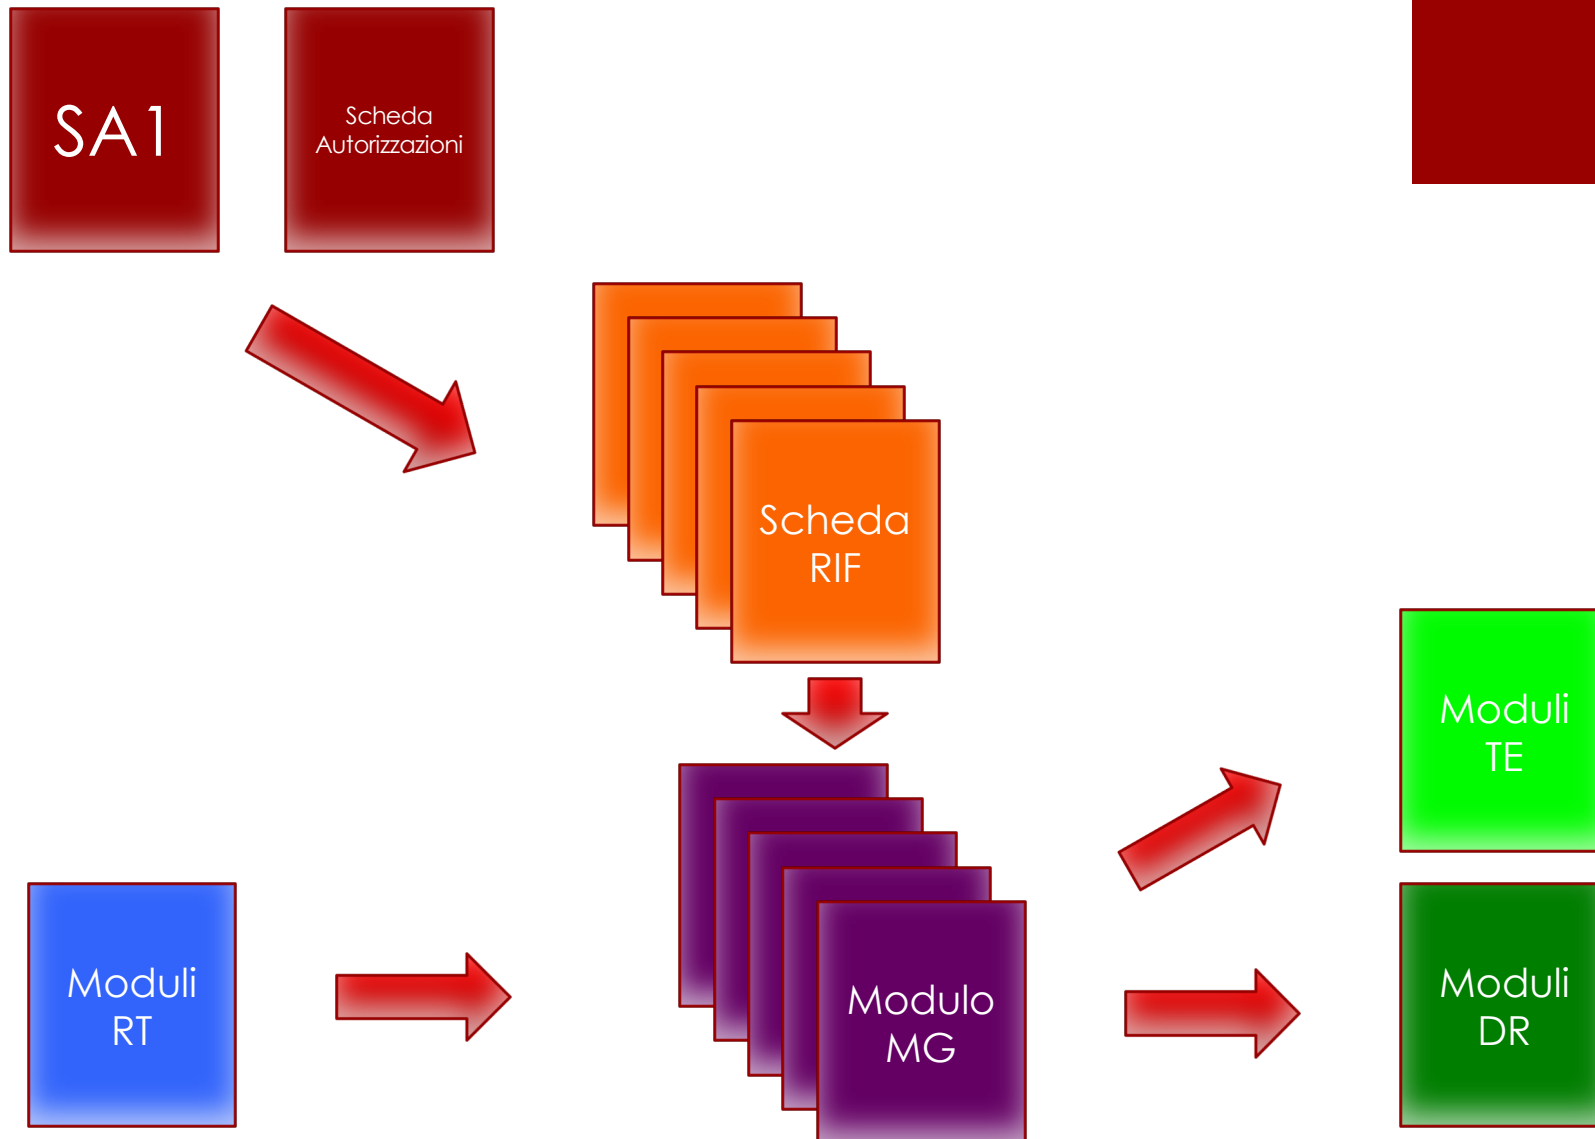 SA1
Scheda
Autorizzazioni
Scheda
RIF
Moduli
TE
Moduli
RT
Modulo
MG
Moduli
DR